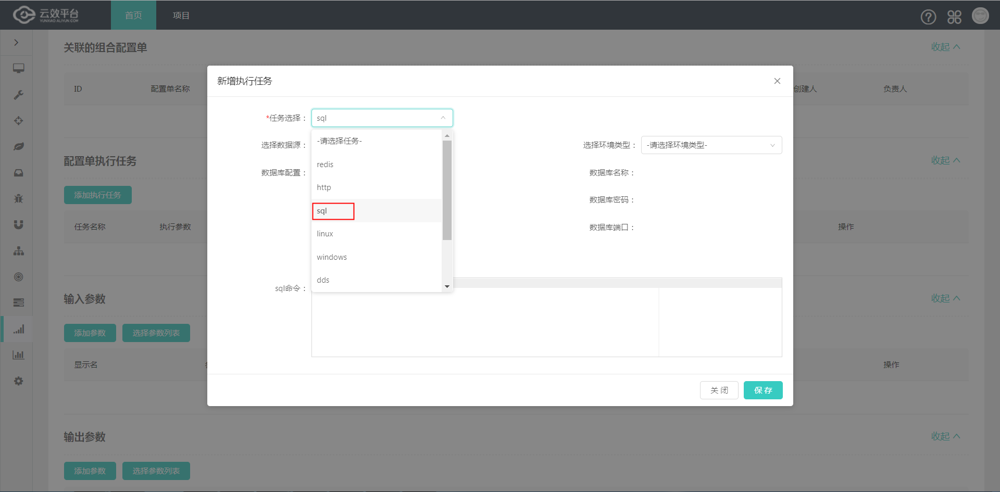 云效平台
YUNXIAO.ALIYUN.COM
首页
项目
关联的组合配置单
收起
ID
配置单名称
创建人
负责人
新增执行任务
*任务选择：
sql
-请选择任务-
redis
http
sql
linux
windows
dds
选择数据源：
选择环境类型：
-请选择环境类型-
数据库配置：
数据库名称：
数据库密码：
数据库端口：
sql命令：
关 闭
保 存
配置单执行任务
收起
添加执行任务
任务名称
执行参数
操作
输入参数
收起
添加参数
选择参数列表
显示名
操作
输出参数
收起
添加参数
选择参数列表